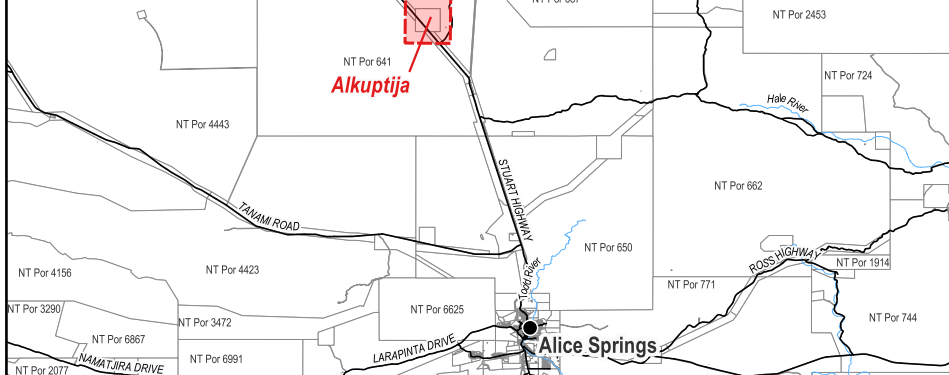 NT Por 2453
NT Por 641
NT Por 724
Alkuptija
Hale River
NT Por 4443
STUART HIGHWAY
NT Por 662
TANAMI ROAD
NT Por 650
ROSS HIGHWAY
NT Por 1914
NT Por 4156
NT Por 4423
Todd River
NT Por 771
NT Por 3290
NT Por 6625
NT Por 744
NT Por 3472
NT Por 6867
Alice Springs
LARAPINTA DRIVE
NT Por 6991
NAMATJIRA DRIVE
NT Por 2077